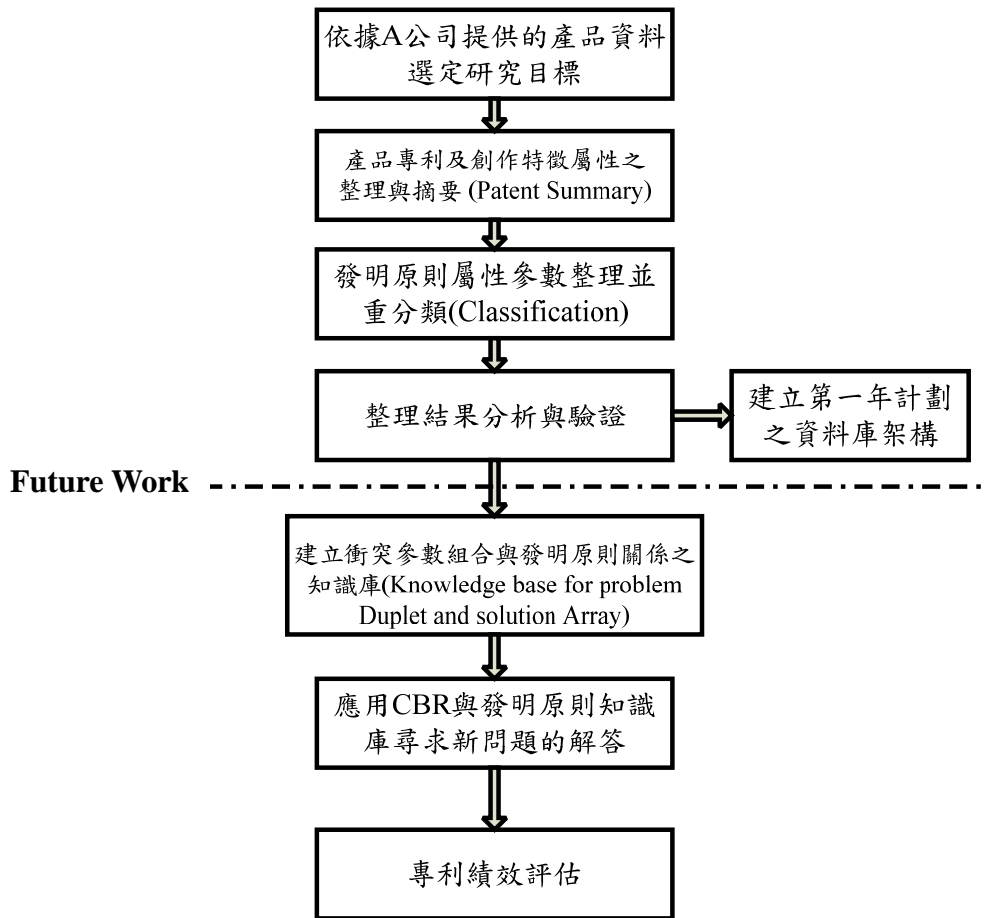 依據A公司提供的產品資料
選定研究目標
產品專利及創作特徵屬性之
整理與摘要 (Patent Summary)
發明原則屬性參數整理並
重分類(Classification)
整理結果分析與驗證
建立第一年計劃
之資料庫架構
Future Work
建立衝突參數組合與發明原則關係之
知識庫(Knowledge base for problem
Duplet and solution Array)
應用CBR與發明原則知識
庫尋求新問題的解答
專利績效評估